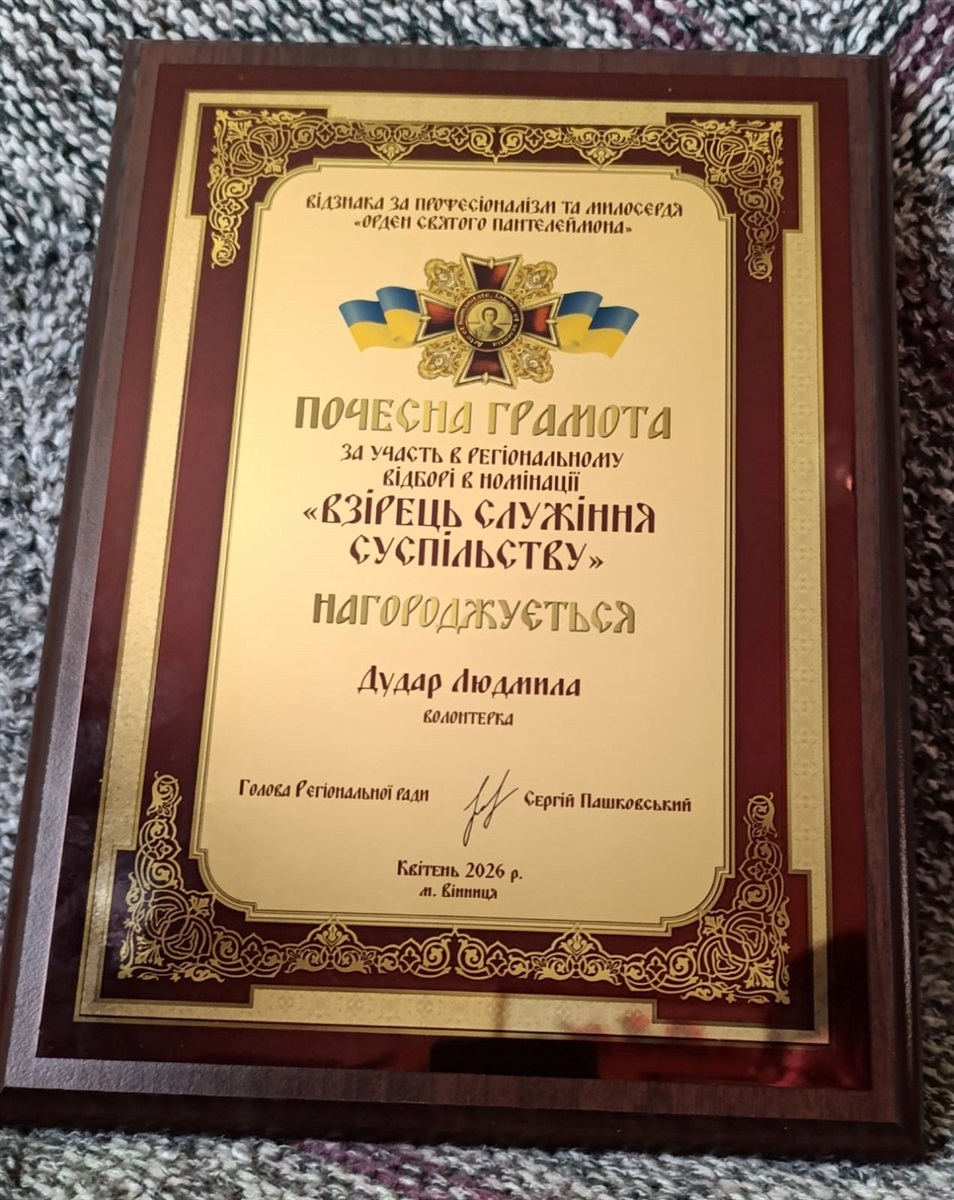 ВІДЗНАКА ЗА ПРОФЕСІОНАЛІЗМ ТА МИЛОСЕРДЯ
«ОРДЕН СВЯТОГО ПАНТЕЛЕЙМОНА»
ПОЧЕСНА ГРАМОТА
ЗА УЧАСТЬ В РЕГІОНАЛЬНОМУ
ВІДБОРІ В НОМІНАЦІЇ
«ВЗІРЕЦЬ СЛУЖІННЯ
СУСПІЛЬСТВУ»
НАГОРОДЖУЄТЬСЯ
Дудар Людмила
волонтерка
Голова Регіональної ради Сергій Пашковський
Квітень 2026 р.
м. Вінниця